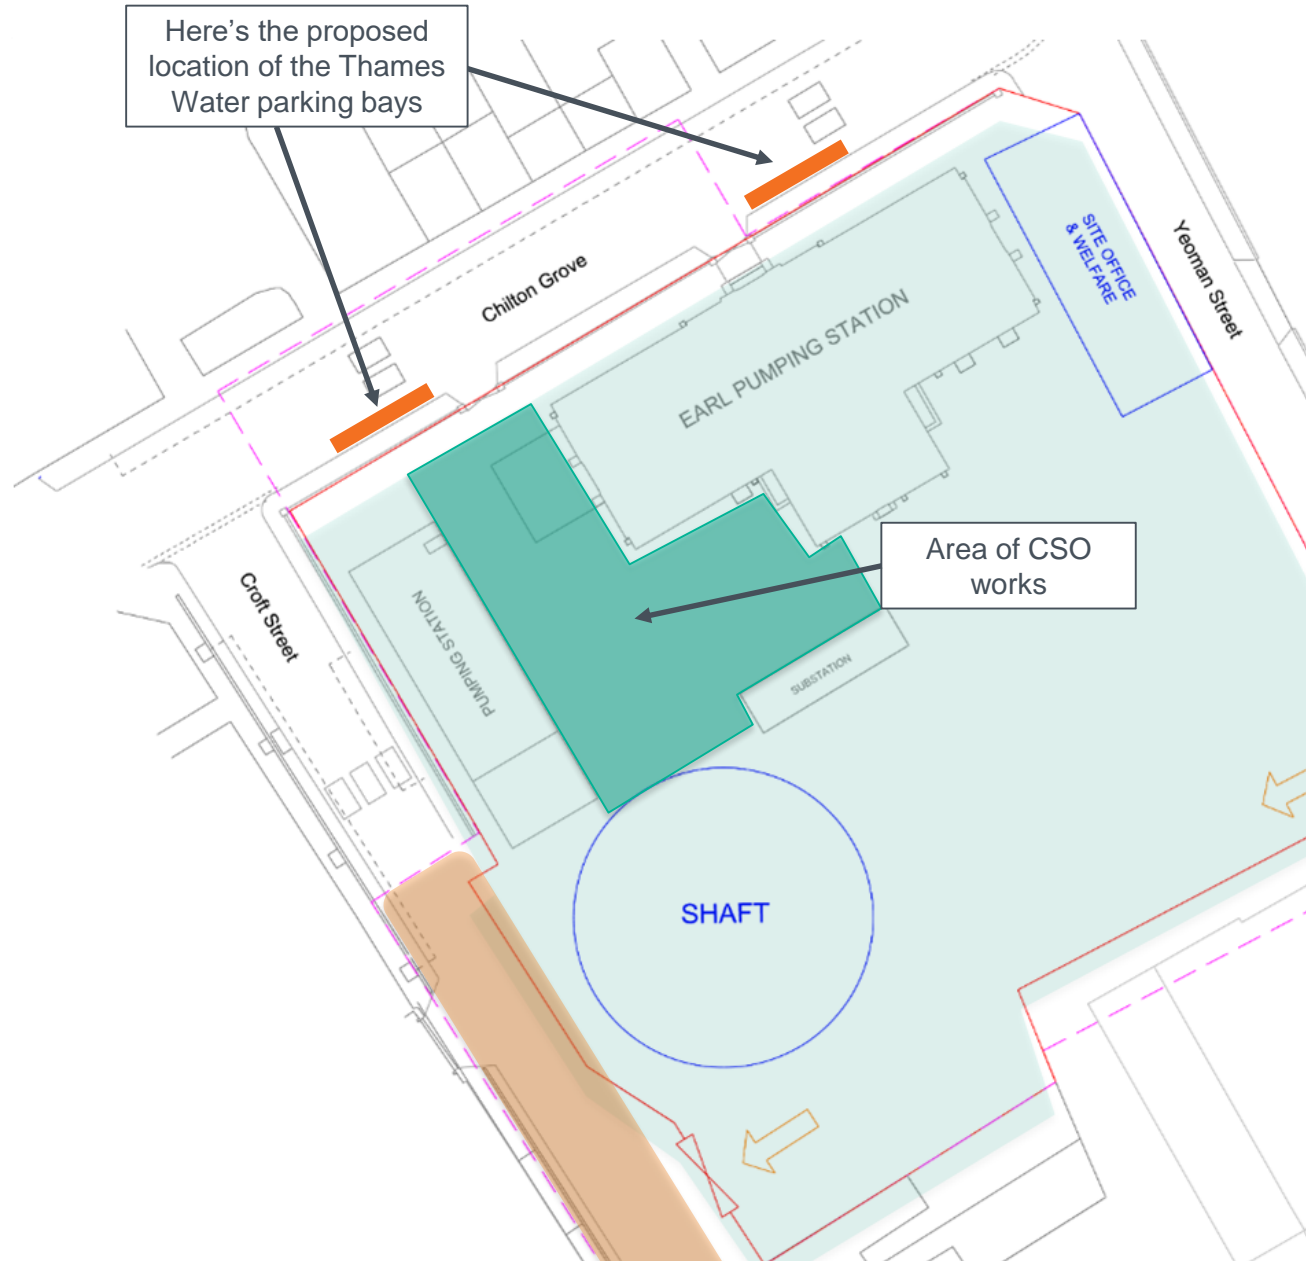 Here's the proposed
location of the Thames
Water parking bays
Chilton Grove
Yeoman Street
SITE OFFICE
& WELFARE
EARL PUMPING STATION
Area of CSO
works
Croft Street
PUMPING STATION
SUBSTATION
SHAFT